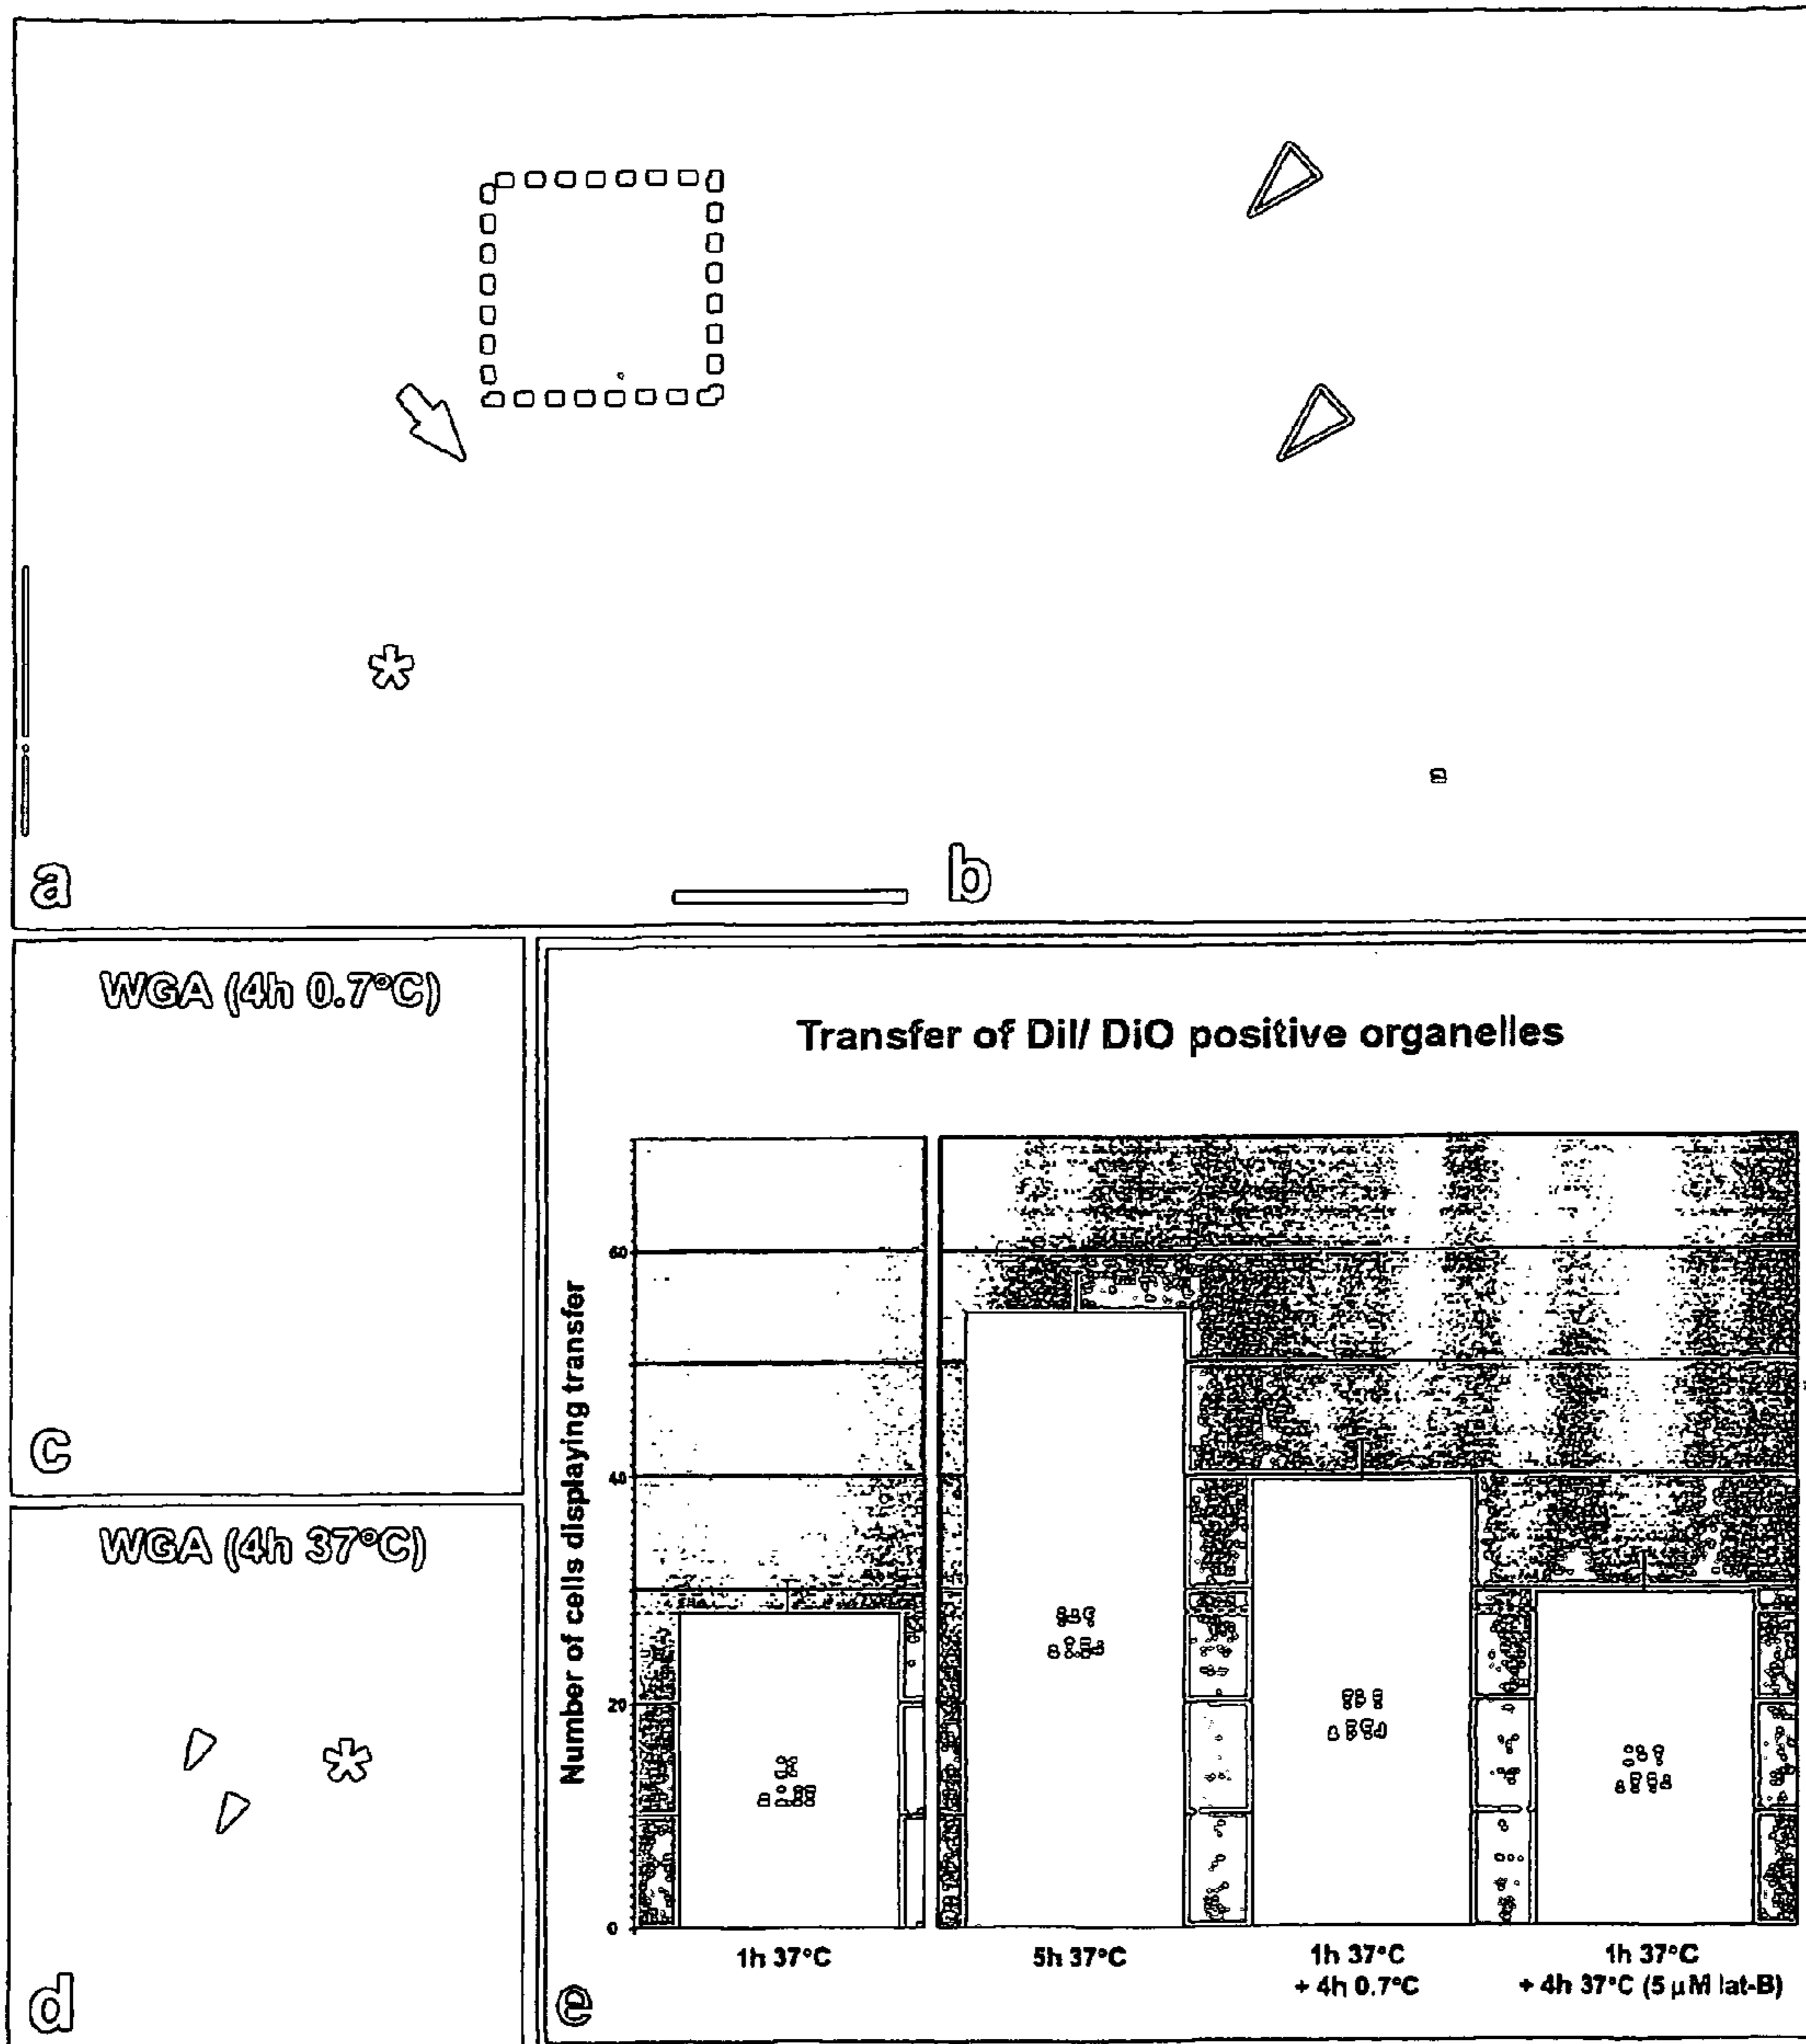 a
b
WGA (4h 0.7°C)
c
WGA (4h 37°C)
d
Transfer of DiI/ DiO positive organelles
Number of cells displaying transfer
60
40
20
0
1h 37°C
5h 37°C
1h 37°C
+ 4h 0.7°C
1h 37°C
+ 4h 37°C (5 µM lat-B)
e